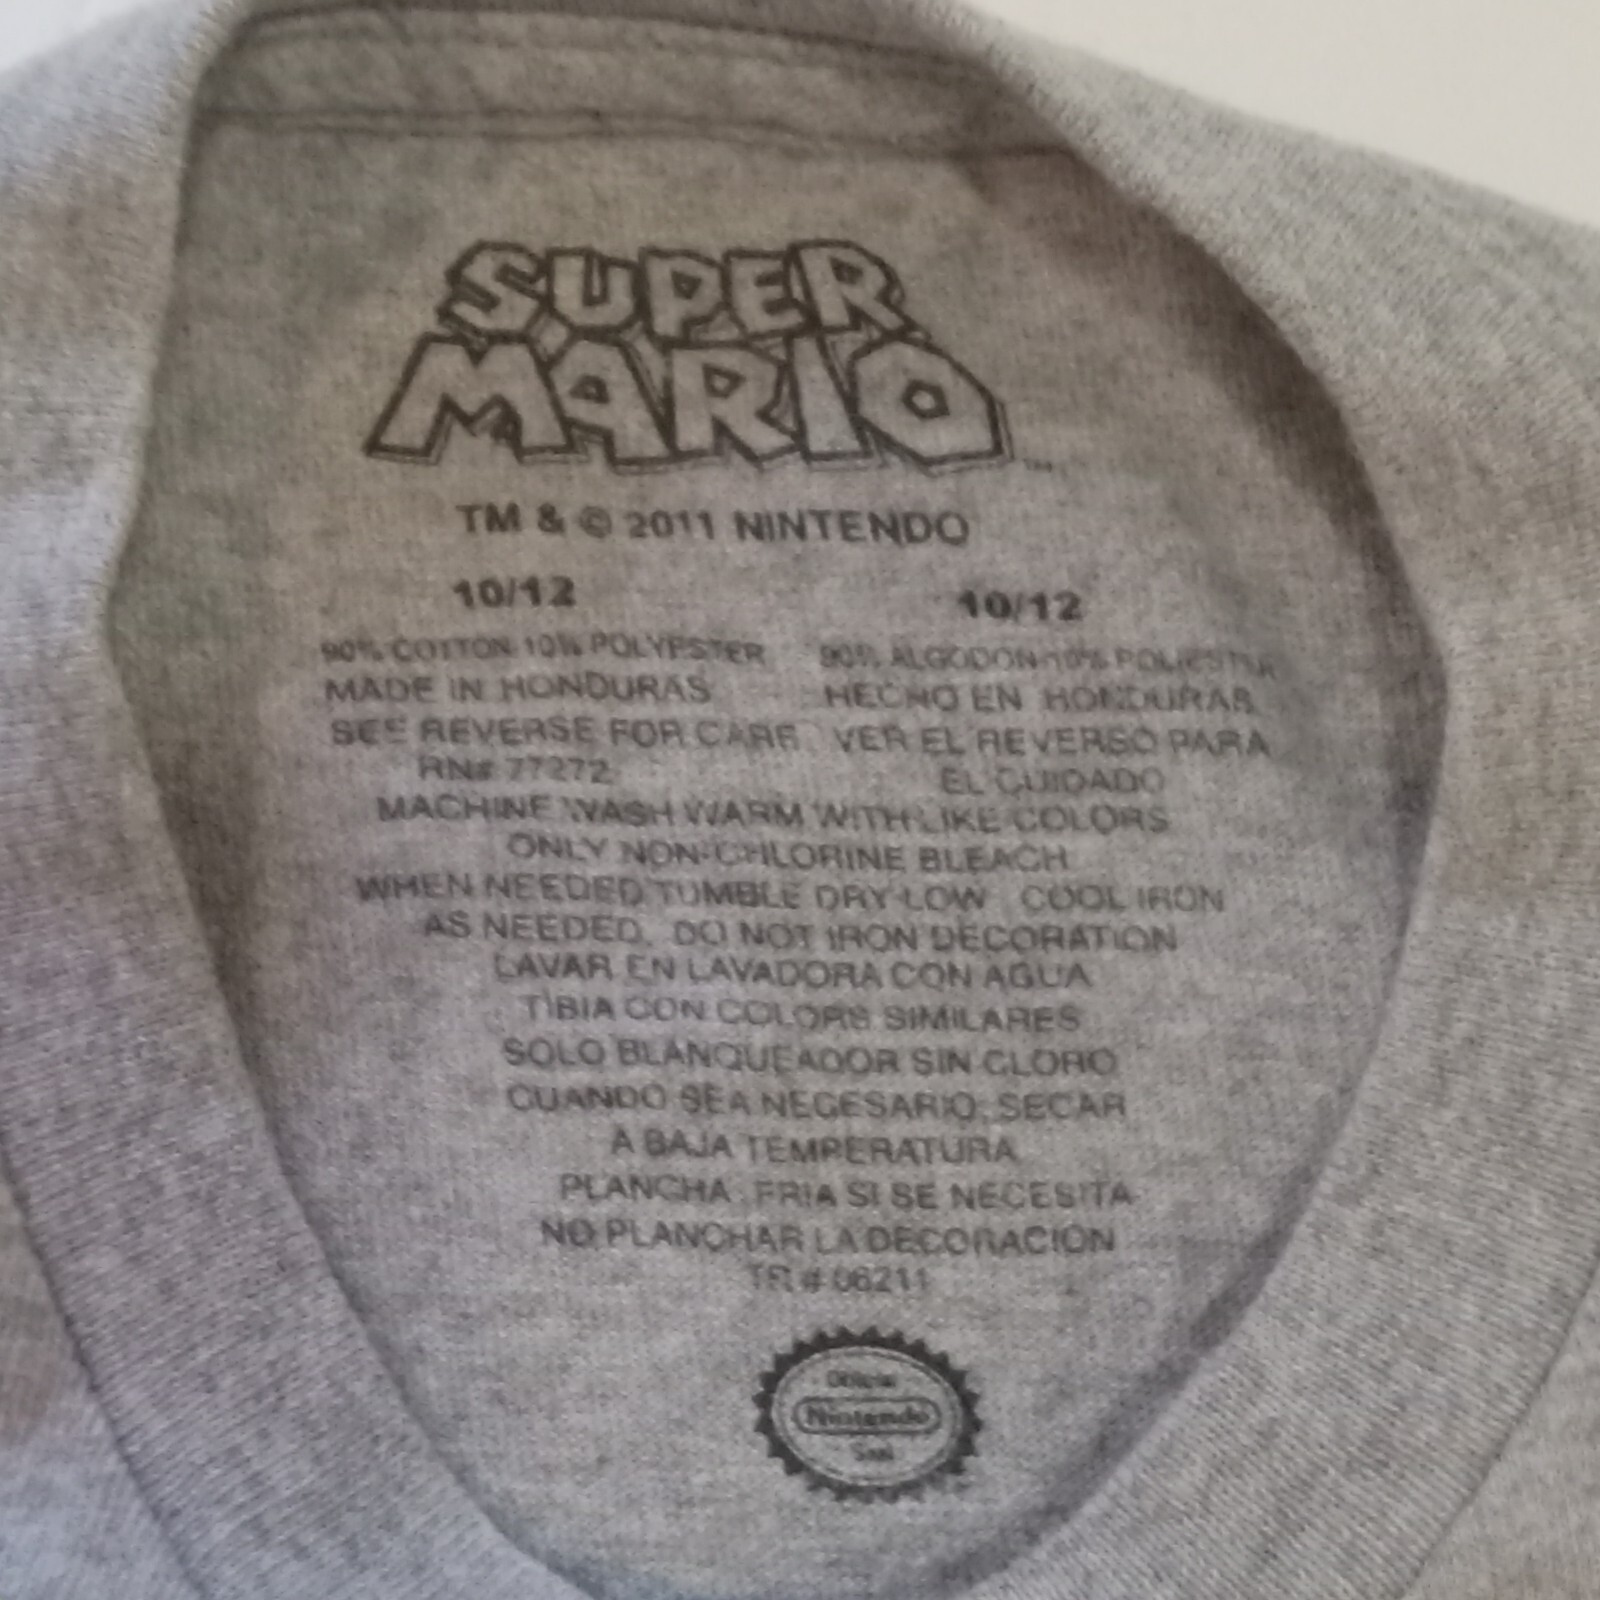 SUPER
MARIO ™
TM & © 2011 NINTENDO
10/12 10/12
90% COTTON 10% POLYESTER 90% ALGODON 10% POLIESTER
MADE IN HONDURAS HECHO EN HONDURAS
SEE REVERSE FOR CARE VER EL REVERSO PARA
RN# 77272 EL CUIDADO
MACHINE WASH WARM WITH LIKE COLORS
ONLY NON-CHLORINE BLEACH
WHEN NEEDED TUMBLE DRY LOW COOL IRON
AS NEEDED. DO NOT IRON DECORATION
LAVAR EN LAVADORA CON AGUA
TIBIA CON COLORS SIMILARES
SOLO BLANQUEADOR SIN CLORO
CUANDO SEA NECESARIO, SECAR
A BAJA TEMPERATURA
PLANCHA FRIA SI SE NECESITA
NO PLANCHAR LA DECORACION
TR # 06211
Official
Nintendo
Seal